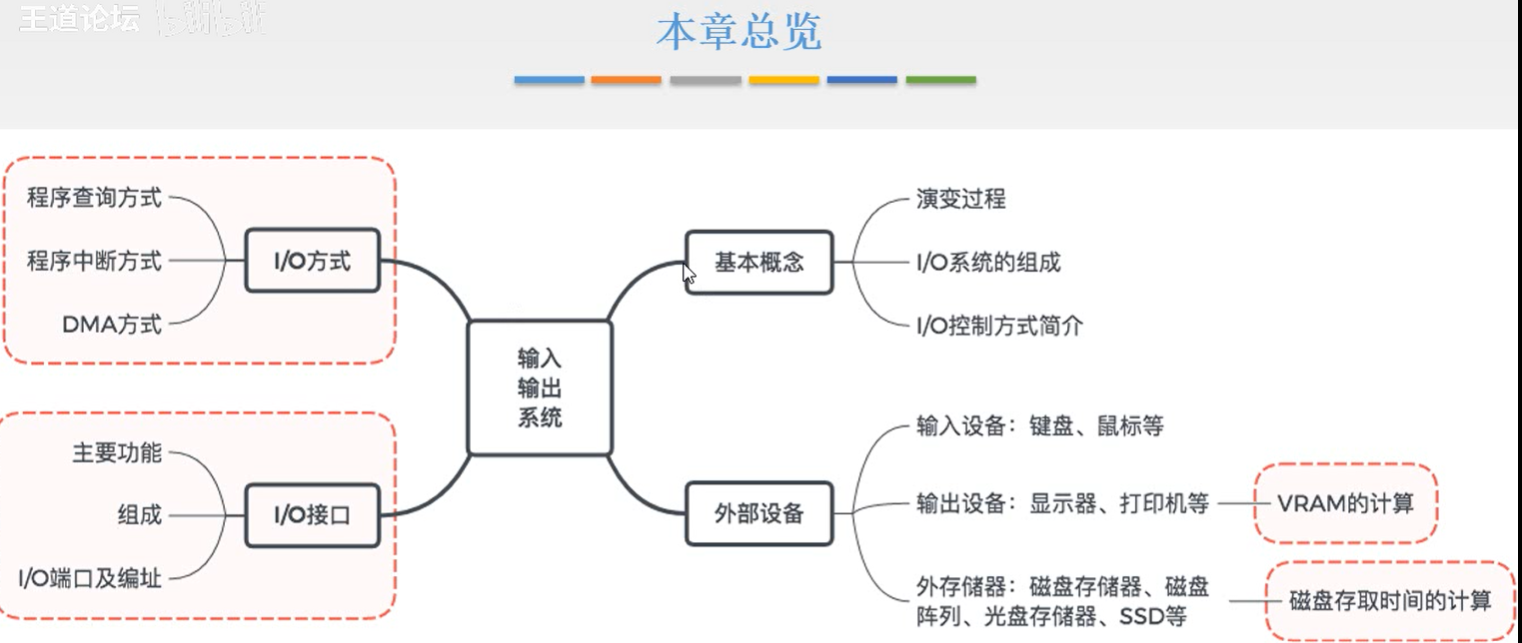 王道论坛
本章总览
程序查询方式
程序中断方式
DMA方式
I/O方式
主要功能
组成
I/O端口及编址
I/O接口
输入
输出
系统
基本概念
演变过程
I/O系统的组成
I/O控制方式简介
外部设备
输入设备：键盘、鼠标等
输出设备：显示器、打印机等
VRAM的计算
外存储器：磁盘存储器、磁盘
阵列、光盘存储器、SSD等
磁盘存取时间的计算